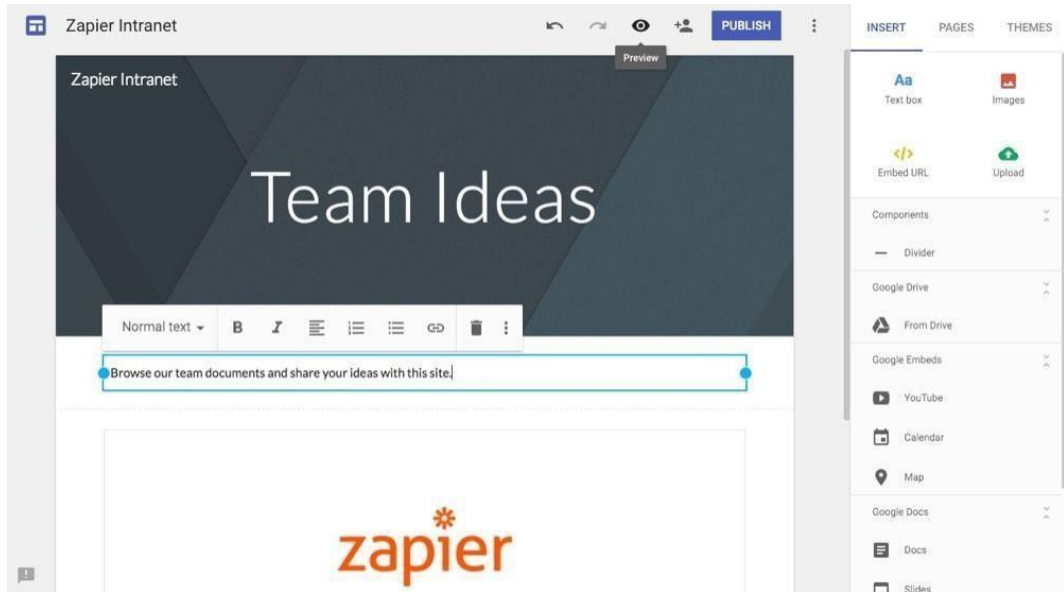 Zapier Intranet
PUBLISH
Preview
INSERT PAGES THEMES
Zapier Intranet
Team Ideas
Normal text B I
Browse our team documents and share your ideas with this site.
zapier
Aa
Text box
Images
</>
Embed URL
Upload
Components
Divider
Google Drive
From Drive
Google Embeds
YouTube
Calendar
Map
Google Docs
Docs
Slides